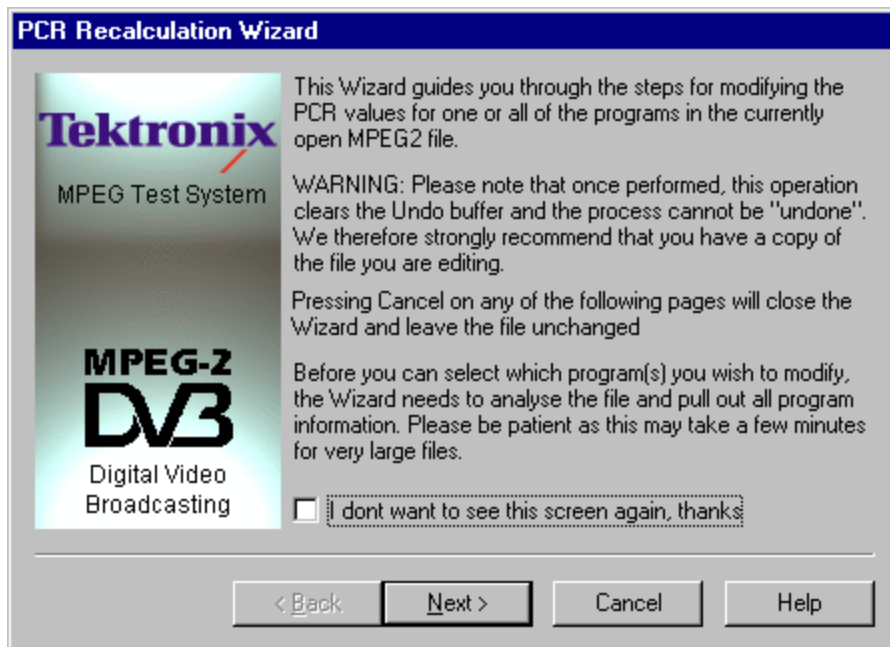 PCR Recalculation Wizard
Tektronix
MPEG Test System
MPEG-2
DVB
Digital Video
Broadcasting
This Wizard guides you through the steps for modifying the
PCR values for one or all of the programs in the currently
open MPEG2 file.
WARNING: Please note that once performed, this operation
clears the Undo buffer and the process cannot be "undone".
We therefore strongly recommend that you have a copy of
the file you are editing.
Pressing Cancel on any of the following pages will close the
Wizard and leave the file unchanged
Before you can select which program(s) you wish to modify,
the Wizard needs to analyse the file and pull out all program
information. Please be patient as this may take a few minutes
for very large files.
I dont want to see this screen again, thanks
< Back
Next >
Cancel
Help